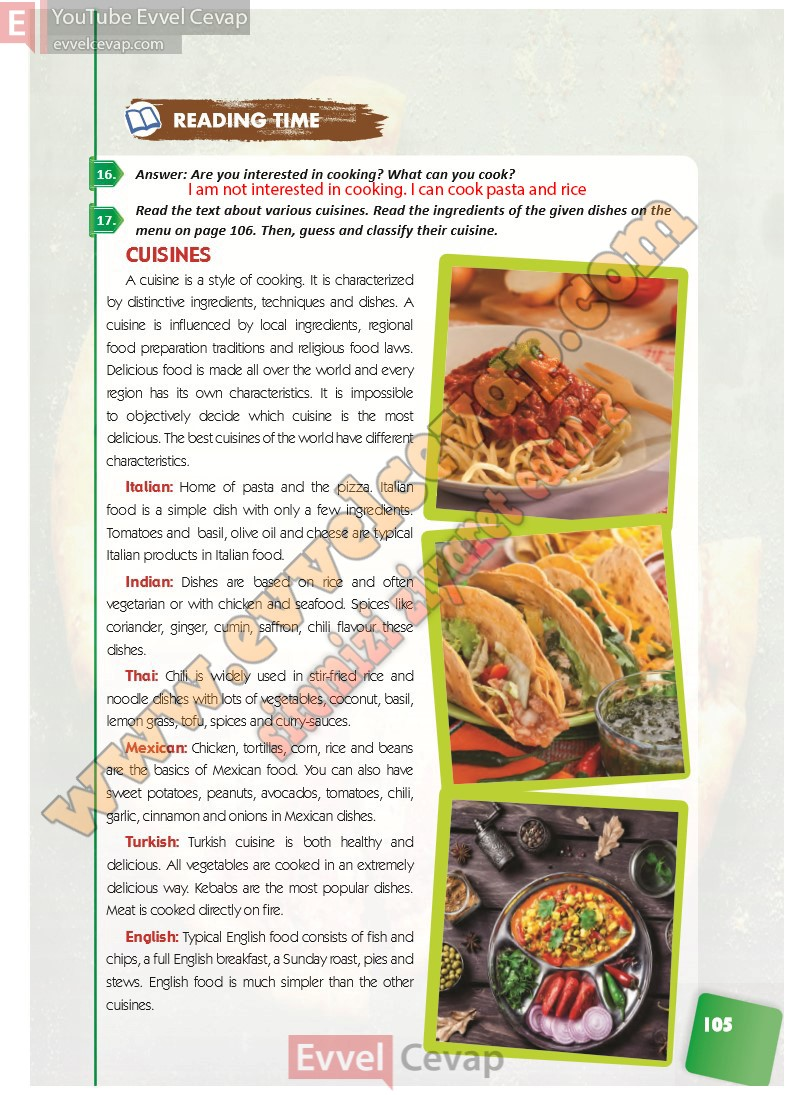 E
YouTube Evvel Cevap
evvelcevap.com
READING TIME
16. Answer: Are you interested in cooking? What can you cook?
I am not interested in cooking. I can cook pasta and rice
17. Read the text about various cuisines. Read the ingredients of the given dishes on the
menu on page 106. Then, guess and classify their cuisine.
CUISINES
A cuisine is a style of cooking. It is characterized
by distinctive ingredients, techniques and dishes. A
cuisine is influenced by local ingredients, regional
food preparation traditions and religious food laws.
Delicious food is made all over the world and every
region has its own characteristics. It is impossible
to objectively decide which cuisine is the most
delicious. The best cuisines of the world have different
characteristics.
Italian: Home of pasta and the pizza. Italian
food is a simple dish with only a few ingredients.
Tomatoes and basil, olive oil and cheese are typical
Italian products in Italian food.
Indian: Dishes are based on rice and often
vegetarian or with chicken and seafood. Spices like
coriander, ginger, cumin, saffron, chili flavour these
dishes.
Thai: Chili is widely used in stir-fried rice and
noodle dishes with lots of vegetables, coconut, basil,
lemon grass, tofu, spices and curry-sauces.
Mexican: Chicken, tortillas, corn, rice and beans
are the basics of Mexican food. You can also have
sweet potatoes, peanuts, avocados, tomatoes, chili,
garlic, cinnamon and onions in Mexican dishes.
Turkish: Turkish cuisine is both healthy and
delicious. All vegetables are cooked in an extremely
delicious way. Kebabs are the most popular dishes.
Meat is cooked directly on fire.
English: Typical English food consists of fish and
chips, a full English breakfast, a Sunday roast, pies and
stews. English food is much simpler than the other
cuisines.
www.evvelcevap.com
sitemizi ziyaret ediniz
105
Evvel Cevap